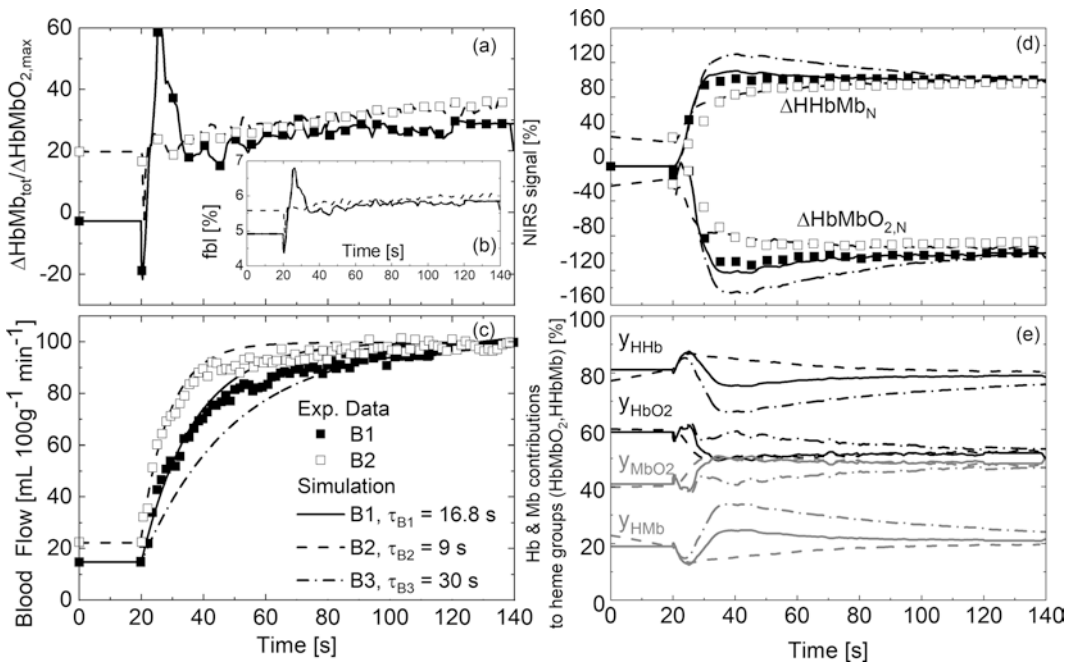 ΔHbMb_tot/ΔHbMbO_2,max
60
40
20
0
-20
(a)
fbl [%]
8
7
6
5
4
0 20 40 60 80 100 120 140
Time [s]
(b)
Blood Flow [mL 100g⁻¹ min⁻¹]
100
80
60
40
20
0
(c)
Exp. Data
B1
B2
Simulation
B1, τ_B1 = 16.8 s
B2, τ_B2 = 9 s
B3, τ_B3 = 30 s
0 20 40 60 80 100 120 140
Time [s]
NIRS signal [%]
160
120
80
40
0
-40
-80
-120
-160
(d)
ΔHHbMb_N
ΔHbMbO_2,N
Hb & Mb contributions
to heme groups (HbMbO₂,HHbMb) [%]
100
80
60
40
20
0
(e)
y_HHb
y_HbO2
y_MbO2
y_HMb
0 20 40 60 80 100 120 140
Time [s]